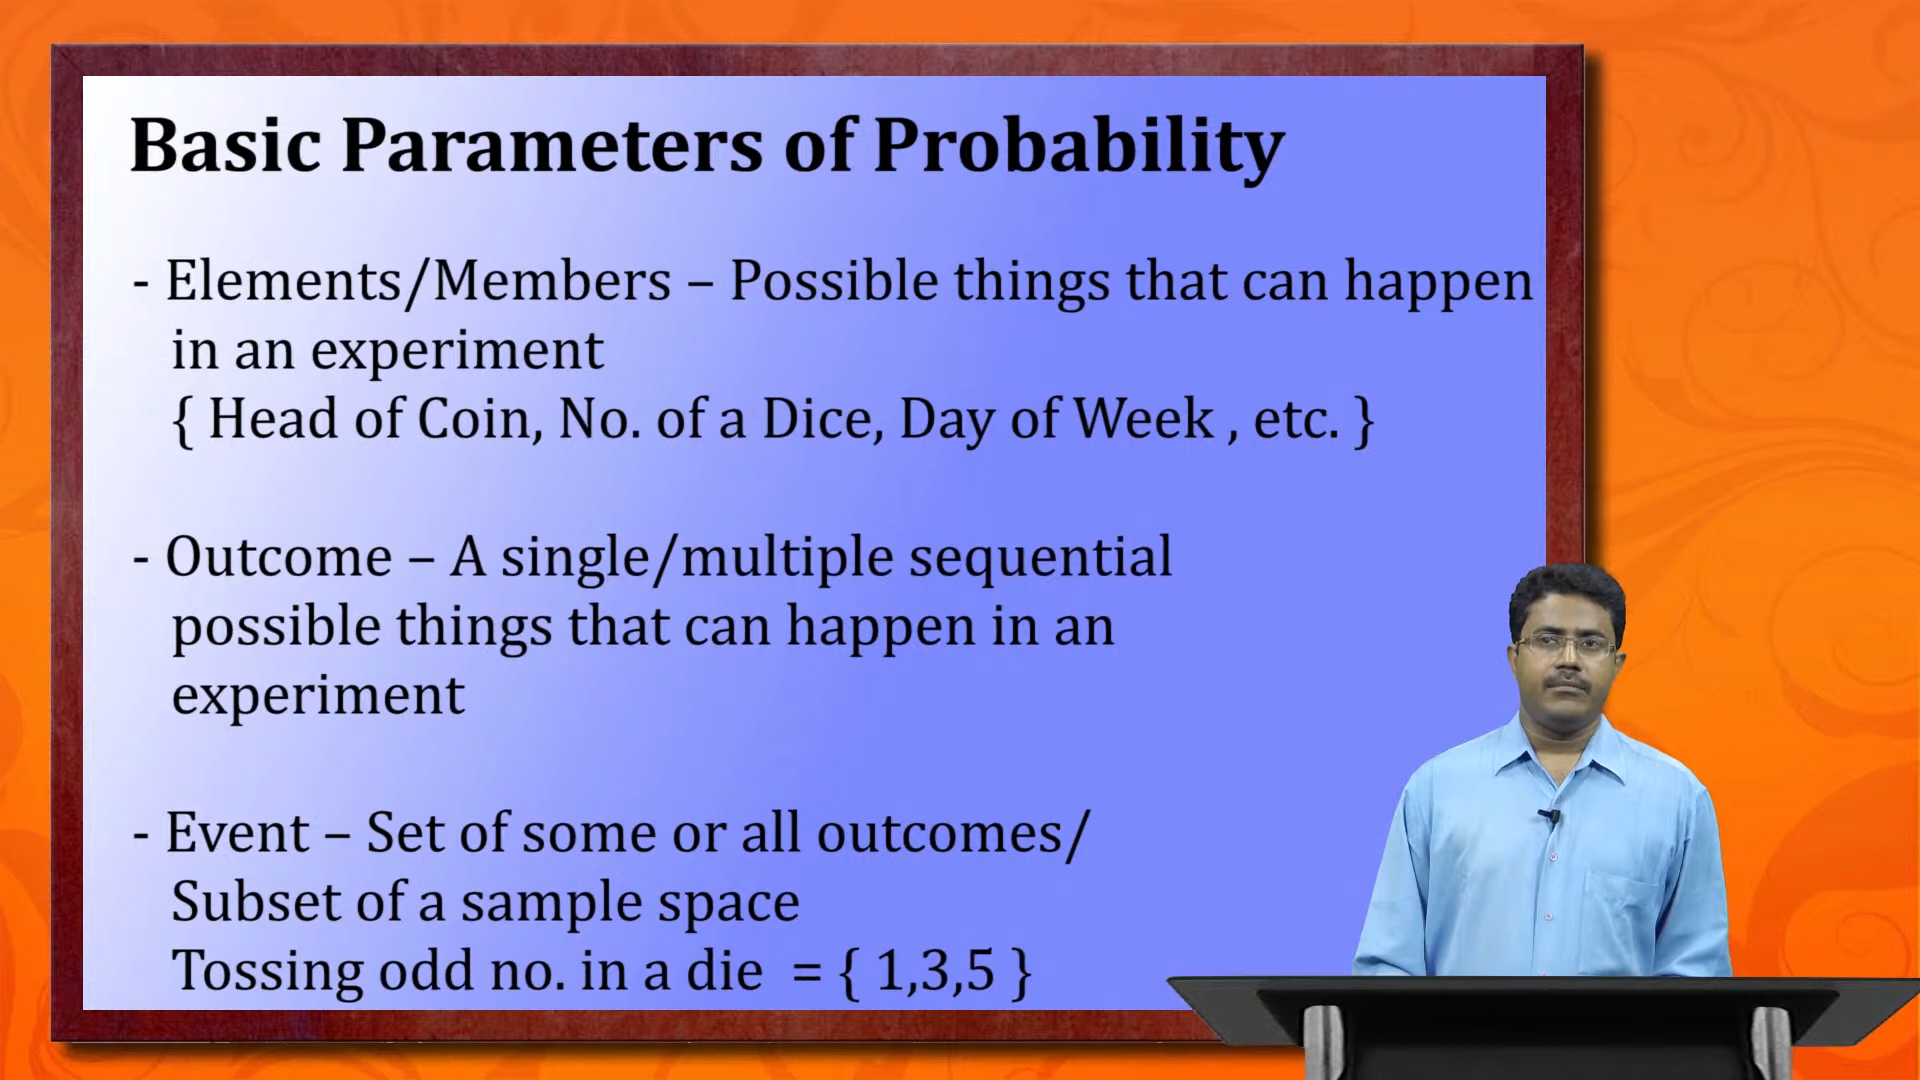 Basic Parameters of Probability
- Elements/Members – Possible things that can happen
in an experiment
{ Head of Coin, No. of a Dice, Day of Week , etc. }
- Outcome – A single/multiple sequential
possible things that can happen in an
experiment
- Event – Set of some or all outcomes/
Subset of a sample space
Tossing odd no. in a die = { 1,3,5 }